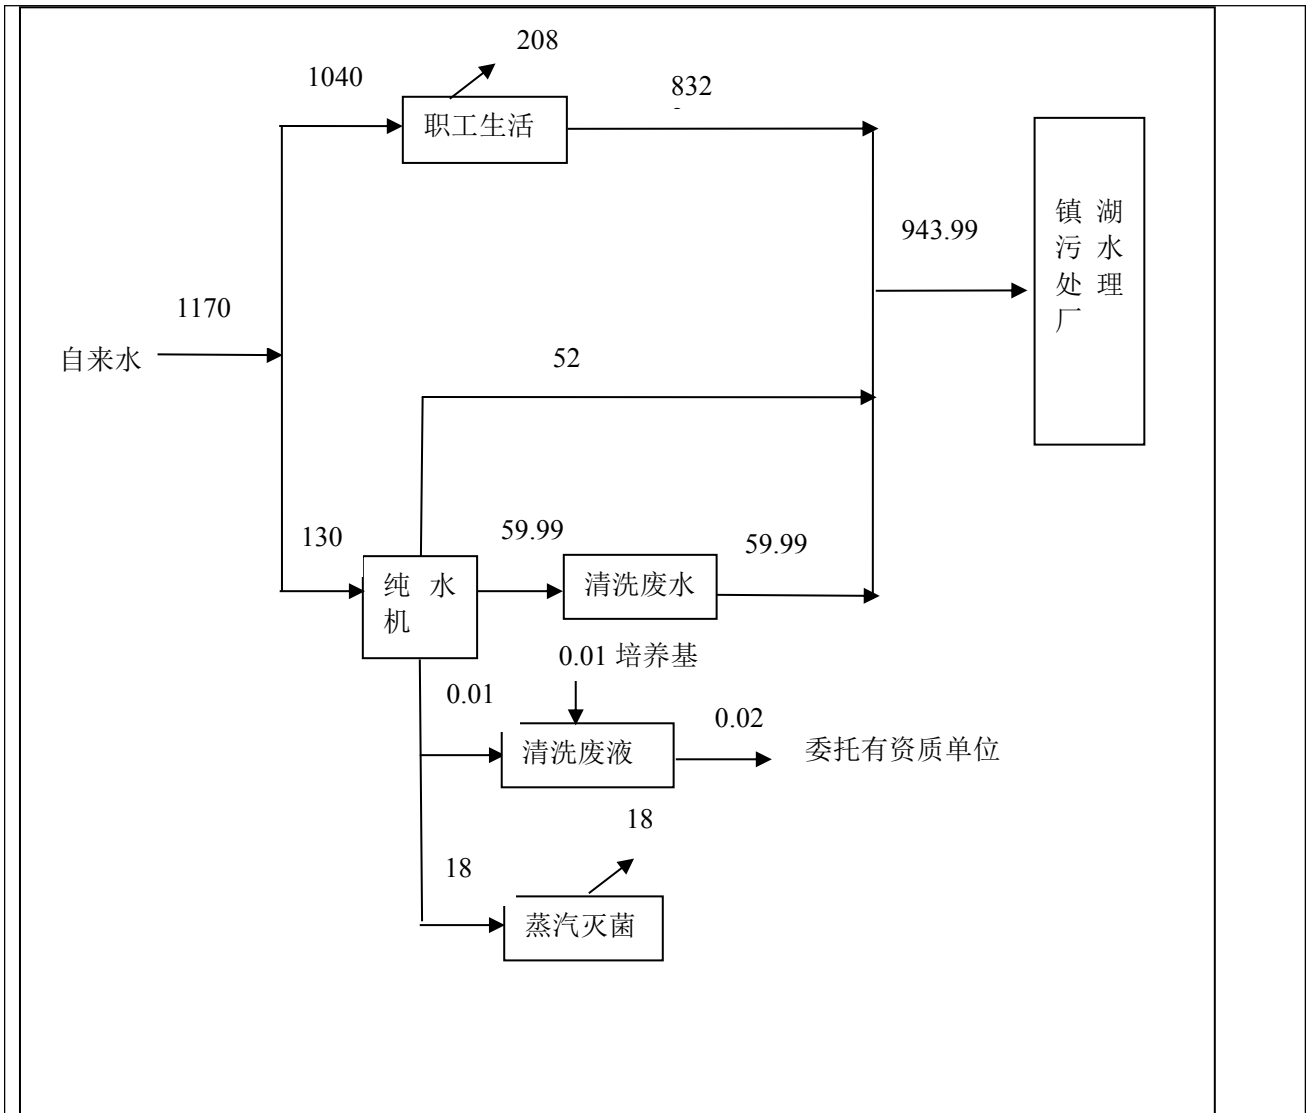 208
1040
832
职工生活
镇湖
污水
处理
厂
943.99
1170
自来水
52
130
59.99
59.99
纯水
机
清洗废水
0.01 培养基
0.01
0.02
清洗废液
委托有资质单位
18
18
蒸汽灭菌